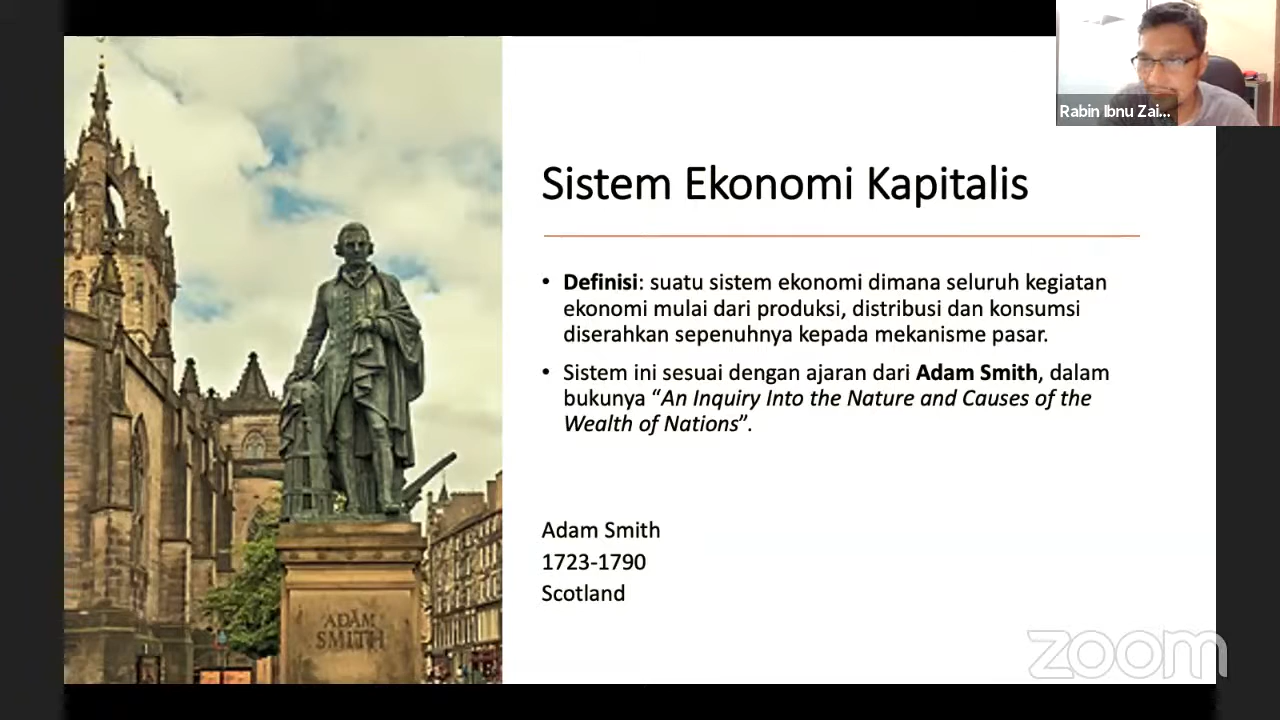 Rabin Ibnu Zai...
Sistem Ekonomi Kapitalis
• Definisi: suatu sistem ekonomi dimana seluruh kegiatan
ekonomi mulai dari produksi, distribusi dan konsumsi
diserahkan sepenuhnya kepada mekanisme pasar.
• Sistem ini sesuai dengan ajaran dari Adam Smith, dalam
bukunya “An Inquiry Into the Nature and Causes of the
Wealth of Nations”.
Adam Smith
1723-1790
Scotland
ADAM
SMITH
zoom